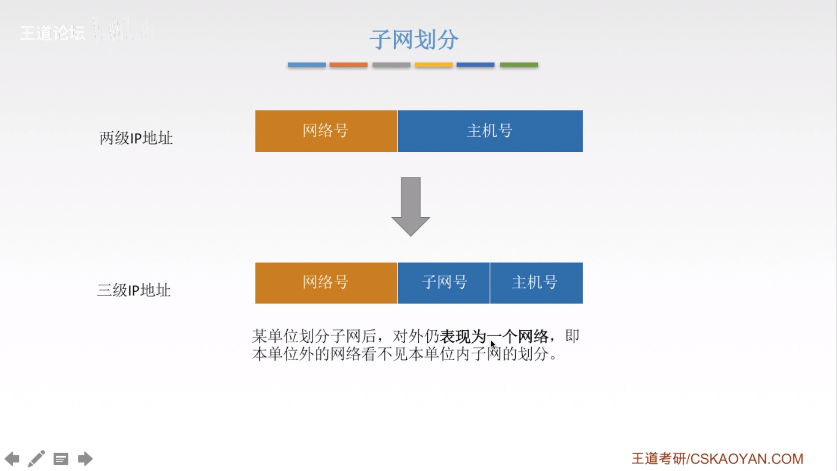 王道论坛
子网划分
两级IP地址
网络号 主机号
三级IP地址
网络号 子网号 主机号
某单位划分子网后，对外仍表现为一个网络，即
本单位外的网络看不见本单位内子网的划分。
王道考研/CSKAOYAN.COM